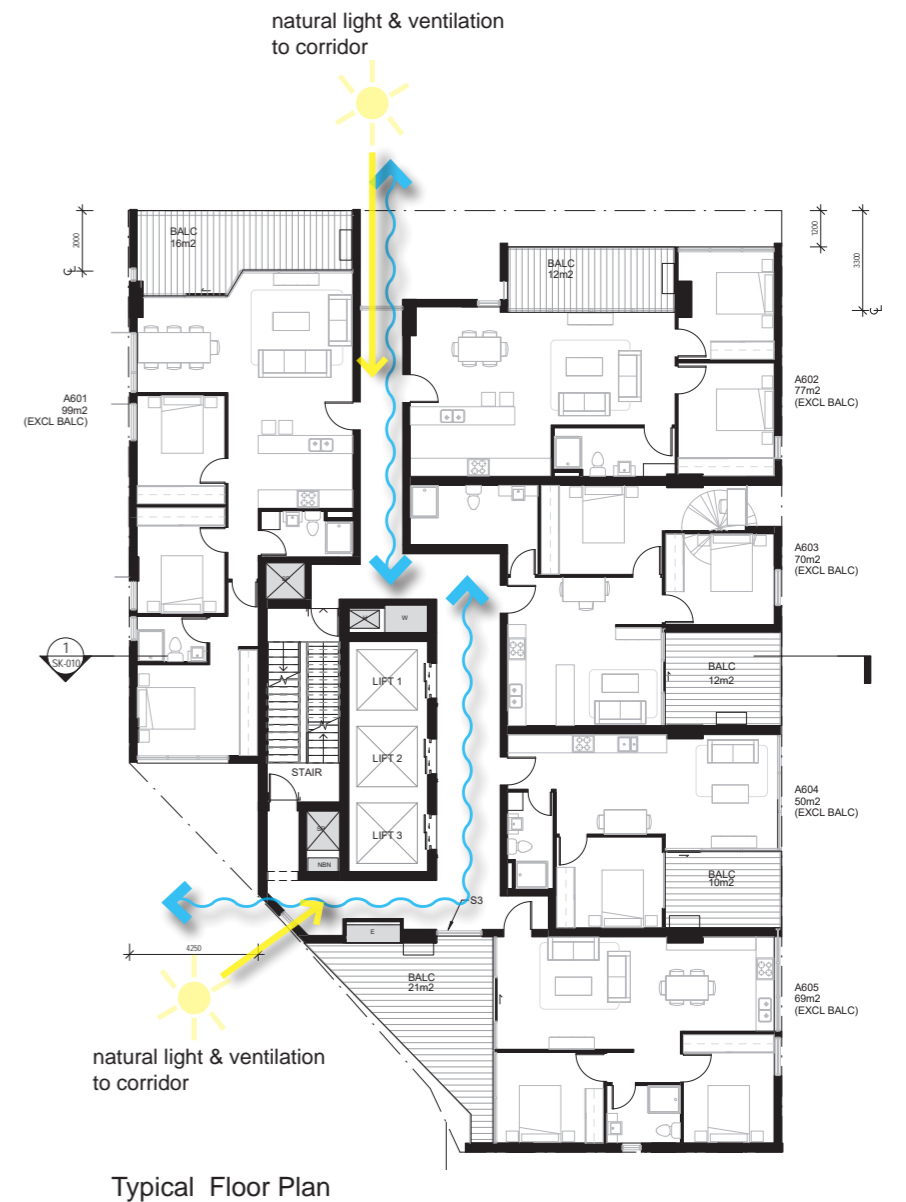 natural light & ventilation
to corridor
2000
1200
3300
BALC
16m2
BALC
12m2
A601
99m2
(EXCL BALC)
A602
77m2
(EXCL BALC)
A603
70m2
(EXCL BALC)
W
1
SK-010
LIFT 1
BALC
12m2
LIFT 2
STAIR
A604
50m2
(EXCL BALC)
LIFT 3
NBN
BALC
10m2
S3
E
4250
BALC
21m2
A605
69m2
(EXCL BALC)
natural light & ventilation
to corridor
Typical Floor Plan